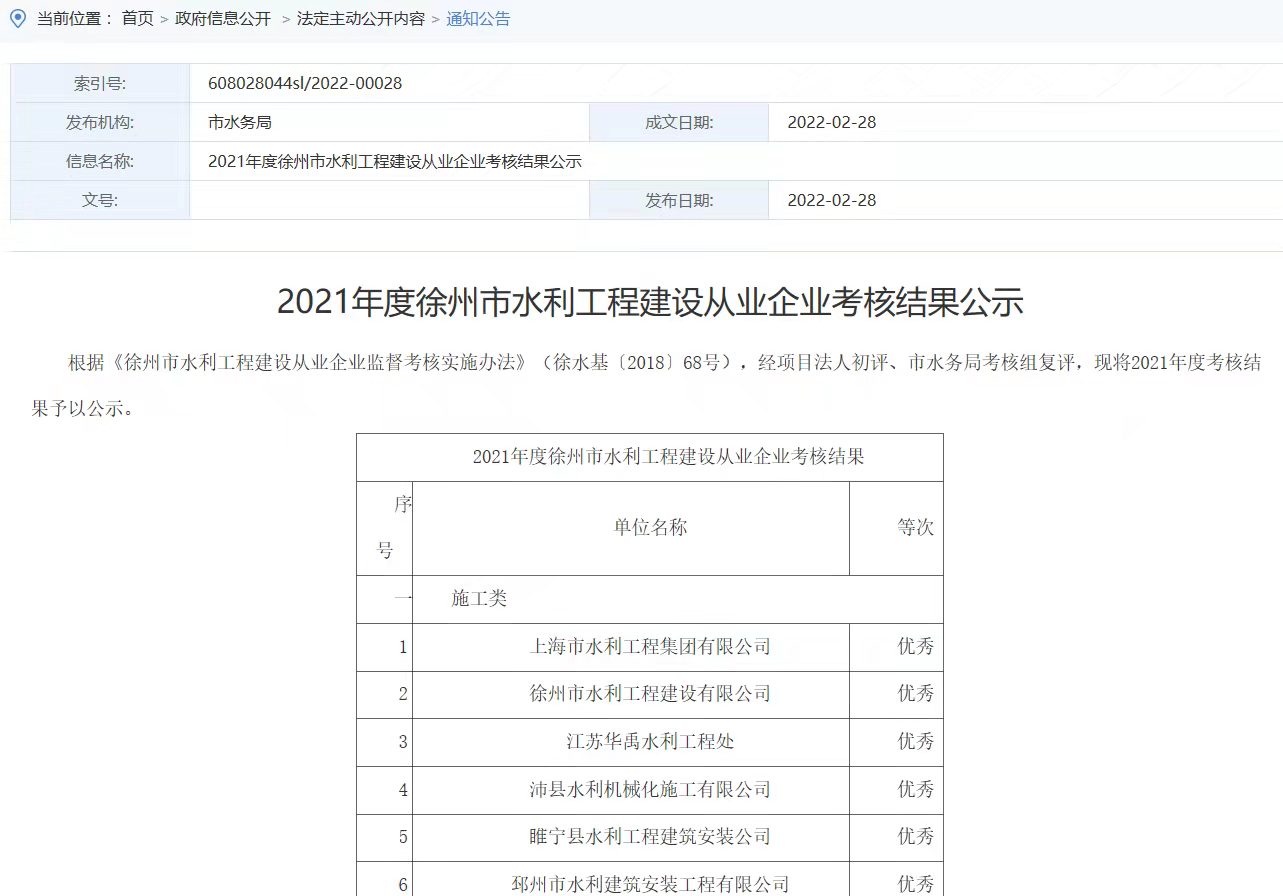 当前位置： 首页 > 政府信息公开 > 法定主动公开内容 > 通知公告
索引号: 608028044sl/2022-00028
发布机构: 市水务局 成文日期: 2022-02-28
信息名称: 2021年度徐州市水利工程建设从业企业考核结果公示
文号: 发布日期: 2022-02-28
2021年度徐州市水利工程建设从业企业考核结果公示
根据《徐州市水利工程建设从业企业监督考核实施办法》（徐水基〔2018〕68号），经项目法人初评、市水务局考核组复评，现将2021年度考核结
果予以公示。
2021年度徐州市水利工程建设从业企业考核结果
序号 单位名称 等次
一 施工类
1 上海市水利工程集团有限公司 优秀
2 徐州市水利工程建设有限公司 优秀
3 江苏华禹水利工程处 优秀
4 沛县水利机械化施工有限公司 优秀
5 睢宁县水利工程建筑安装公司 优秀
6 邳州市水利建筑安装工程有限公司 优秀